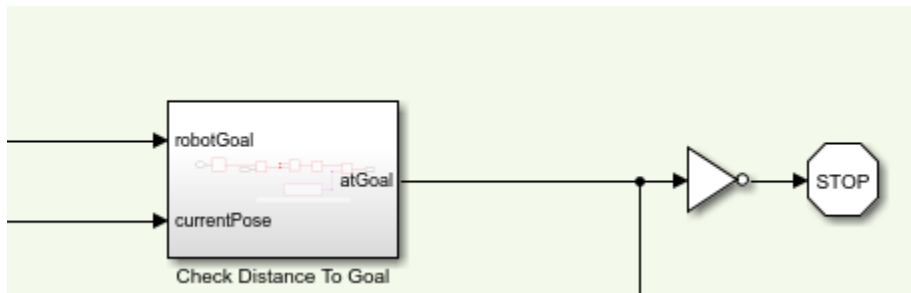 robotGoal
atGoal
currentPose
STOP
Check Distance To Goal